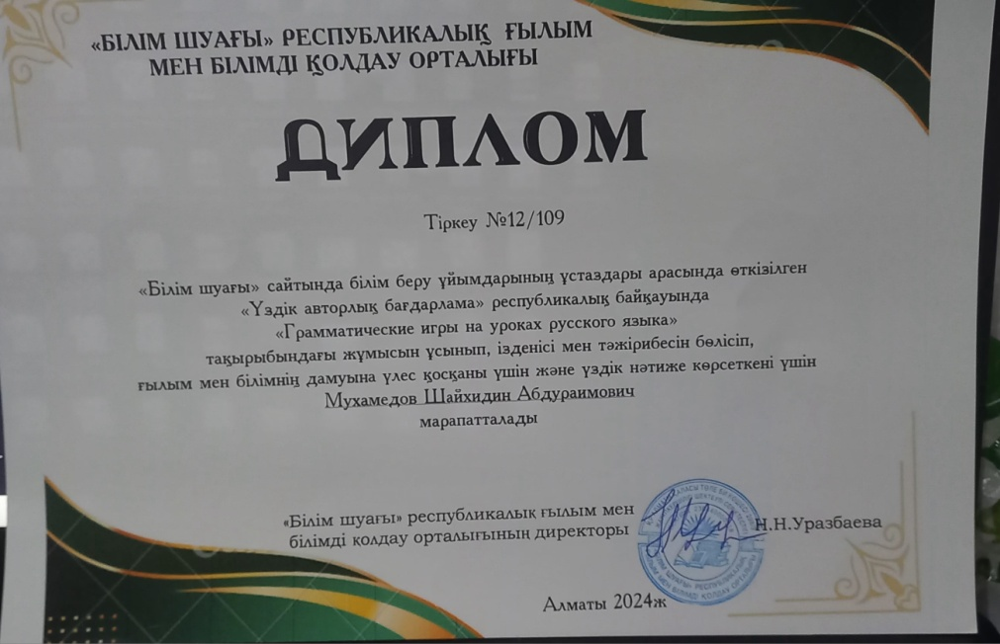 «БІЛІМ ШУАҒЫ» РЕСПУБЛИКАЛЫҚ ҒЫЛЫМ
МЕН БІЛІМДІ ҚОЛДАУ ОРТАЛЫҒЫ
ДИПЛОМ
Тіркеу №12/109
«Білім шуағы» сайтында білім беру ұйымдарының ұстаздары арасында өткізілген
«Үздік авторлық бағдарлама» республикалық байқауында
«Грамматические игры на уроках русского языка»
тақырыбындағы жұмысын ұсынып, ізденісі мен тәжірибесін бөлісіп,
ғылым мен білімнің дамуына үлес қосқаны үшін және үздік нәтиже көрсеткені үшін
Мухамедов Шайхидин Абдураимович
марапатталады
«Білім шуағы» республикалық ғылым мен
білімді қолдау орталығының директоры
Н.Н.Уразбаева
Алматы 2024ж